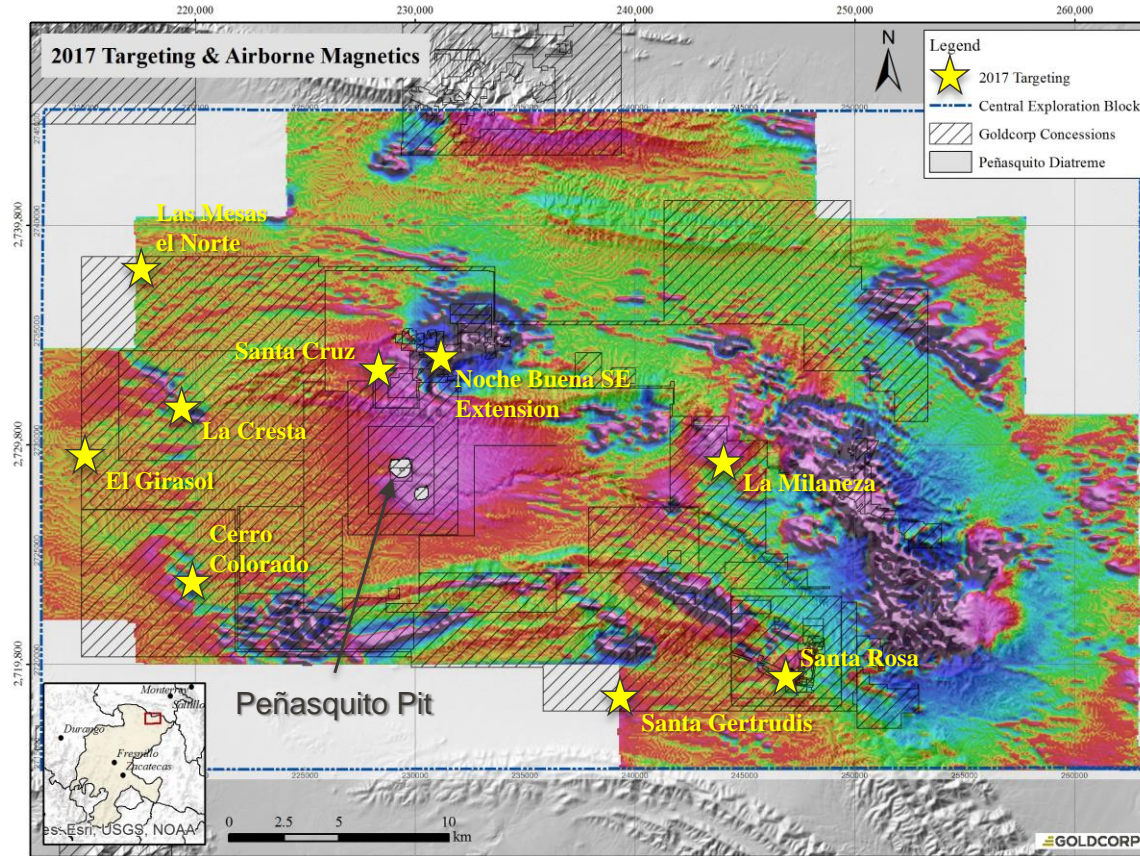 220,000
230,000
240,000
250,000
260,000
2017 Targeting & Airborne Magnetics
N
Legend
2017 Targeting
Central Exploration Block
Goldcorp Concessions
Peñasquito Diatreme
2,739,800
2,729,800
2,719,800
Las Mesas
el Norte
Santa Cruz
Noche Buena SE
Extension
La Cresta
El Girasol
La Milaneza
Cerro
Colorado
Santa Rosa
Santa Gertrudis
Peñasquito Pit
Monterrey
Saltillo
Durango
Fresnillo
Zacatecas
es: Esri, USGS, NOAA
225000
230000
235000
240000
245000
250000
255000
260000
0 2.5 5 10
km
GOLDCORP